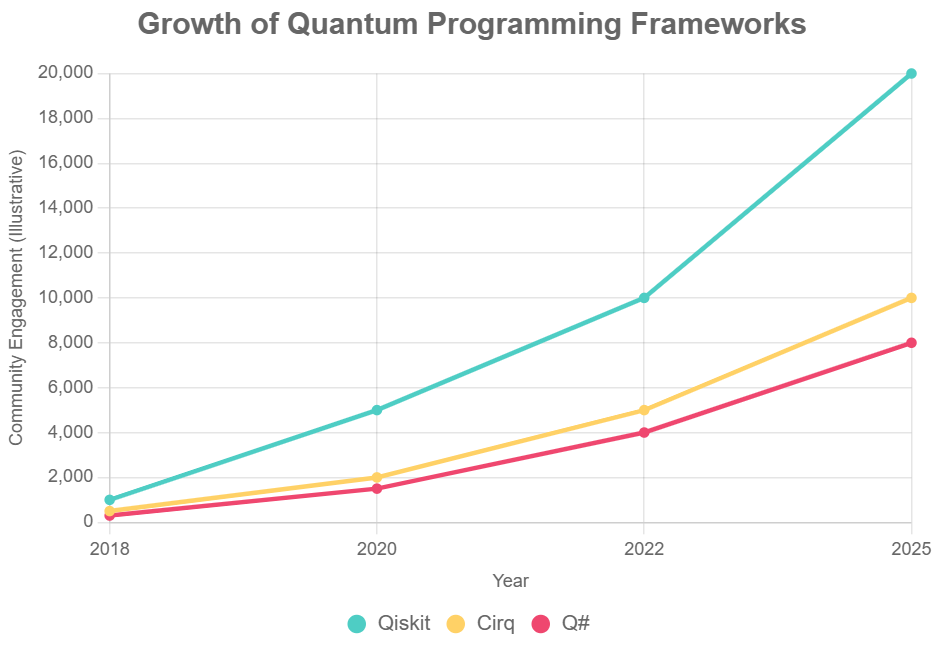 Growth of Quantum Programming Frameworks
Community Engagement (Illustrative)
20,000
18,000
16,000
14,000
12,000
10,000
8,000
6,000
4,000
2,000
0
2018 2020 2022 2025
Year
Qiskit Cirq Q#